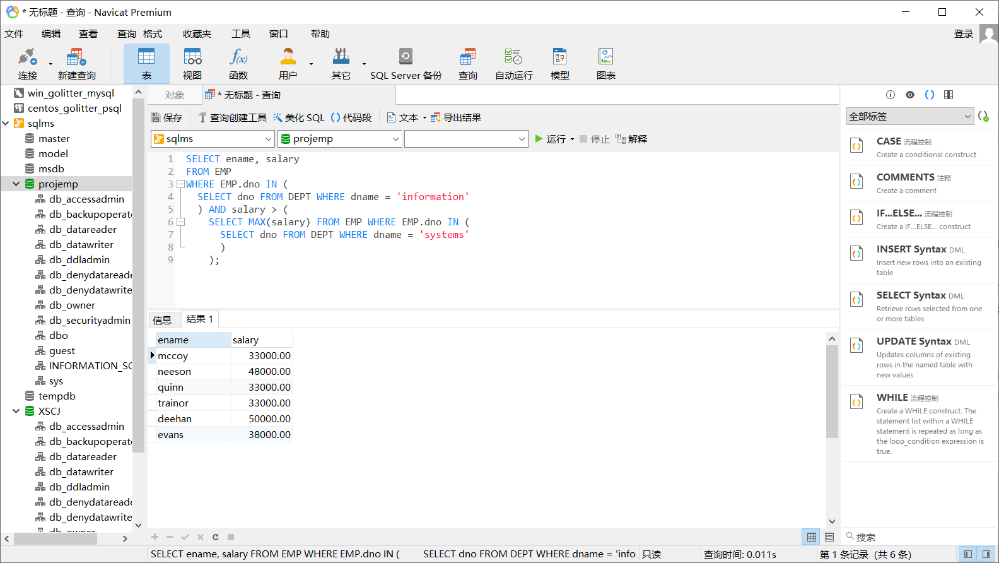 * 无标题 - 查询 - Navicat Premium
文件 编辑 查看 查询 格式 收藏夹 工具 窗口 帮助 登录
连接 新建查询 表 视图 函数 用户 其它 SQL Server 备份 查询 自动运行 模型 图表
win_golitter_mysql
centos_golitter_psql
sqlms
master
model
msdb
projemp
db_accessadmin
db_backupoperat
db_datareader
db_datawriter
db_ddladmin
db_denydatareade
db_denydatawrite
db_owner
db_securityadmin
dbo
guest
INFORMATION_SC
sys
tempdb
XSCJ
db_accessadmin
db_backupoperat
db_datareader
db_datawriter
db_ddladmin
db_denydatareade
db_denydatawrite
db_owner
对象 * 无标题 - 查询
保存 查询创建工具 美化 SQL 代码段 文本 导出结果
sqlms projemp 运行 停止 解释
1 SELECT ename, salary
2 FROM EMP
3 WHERE EMP.dno IN (
4 SELECT dno FROM DEPT WHERE dname = 'information'
5 ) AND salary > (
6 SELECT MAX(salary) FROM EMP WHERE EMP.dno IN (
7 SELECT dno FROM DEPT WHERE dname = 'systems'
8 )
9 );
信息 结果 1
ename salary
mccoy 33000.00
neeson 48000.00
quinn 33000.00
trainor 33000.00
deehan 50000.00
evans 38000.00
全部标签
CASE 流程控制
Create a conditional construct
COMMENTS 注释
Create a comment
IF...ELSE... 流程控制
Create a IF...ELSE... construct
INSERT Syntax DML
Insert new rows into an existing
table
SELECT Syntax DML
Retrieve rows selected from one
or more tables
UPDATE Syntax DML
Updates columns of existing
rows in the named table with
new values
WHILE 流程控制
Create a WHILE construct. The
statement list within a WHILE
statement is repeated as long as
the loop_condition expression is
true.
搜索
SELECT ename, salary FROM EMP WHERE EMP.dno IN ( SELECT dno FROM DEPT WHERE dname = 'info 只读 查询时间: 0.011s 第 1 条记录 (共 6 条)